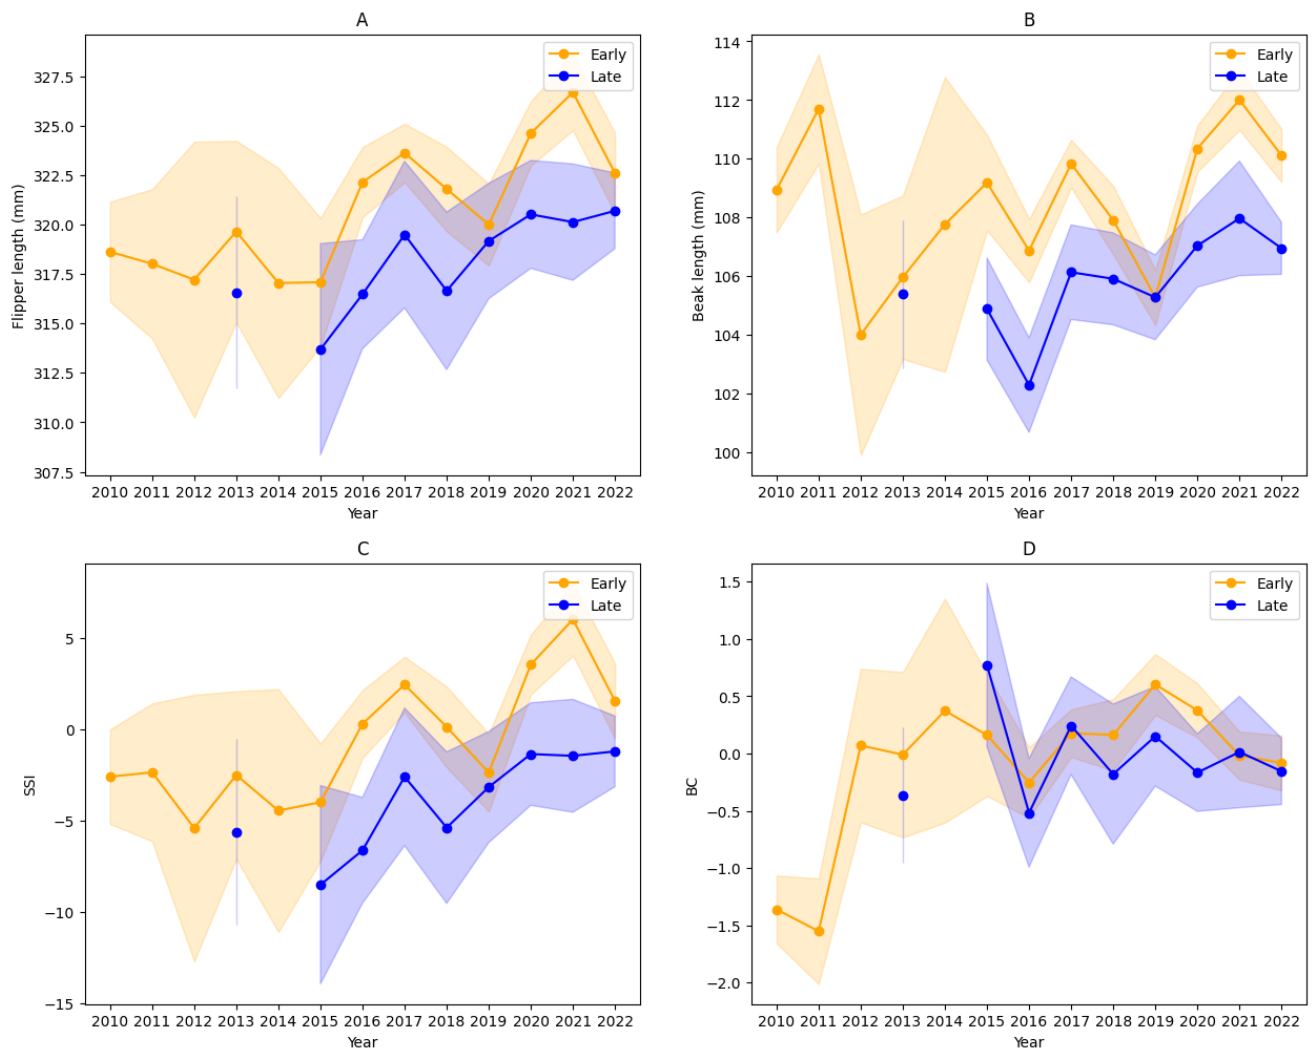 A
Early
Late
327.5
325.0
322.5
320.0
317.5
315.0
312.5
310.0
307.5
Flipper length (mm)
2010 2011 2012 2013 2014 2015 2016 2017 2018 2019 2020 2021 2022
Year
B
Early
Late
114
112
110
108
106
104
102
100
Beak length (mm)
2010 2011 2012 2013 2014 2015 2016 2017 2018 2019 2020 2021 2022
Year
C
Early
Late
5
0
−5
−10
−15
SSI
2010 2011 2012 2013 2014 2015 2016 2017 2018 2019 2020 2021 2022
Year
D
Early
Late
1.5
1.0
0.5
0.0
−0.5
−1.0
−1.5
−2.0
BC
2010 2011 2012 2013 2014 2015 2016 2017 2018 2019 2020 2021 2022
Year